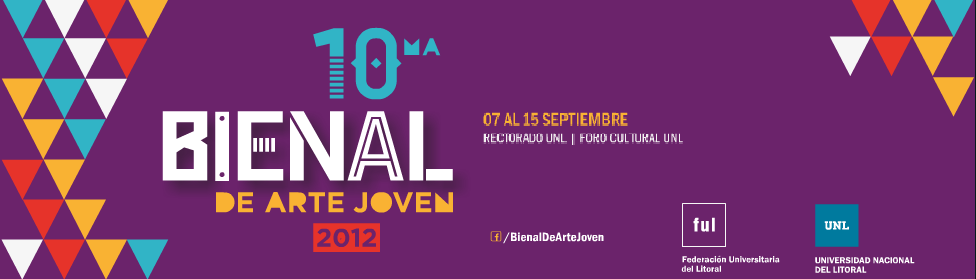 10MA
BIENAL
DE ARTE JOVEN
2012
07 AL 15 SEPTIEMBRE
RECTORADO UNL | FORO CULTURAL UNL
/BienalDeArteJoven
ful
Federación Universitaria
del Litoral
UNL
UNIVERSIDAD NACIONAL
DEL LITORAL